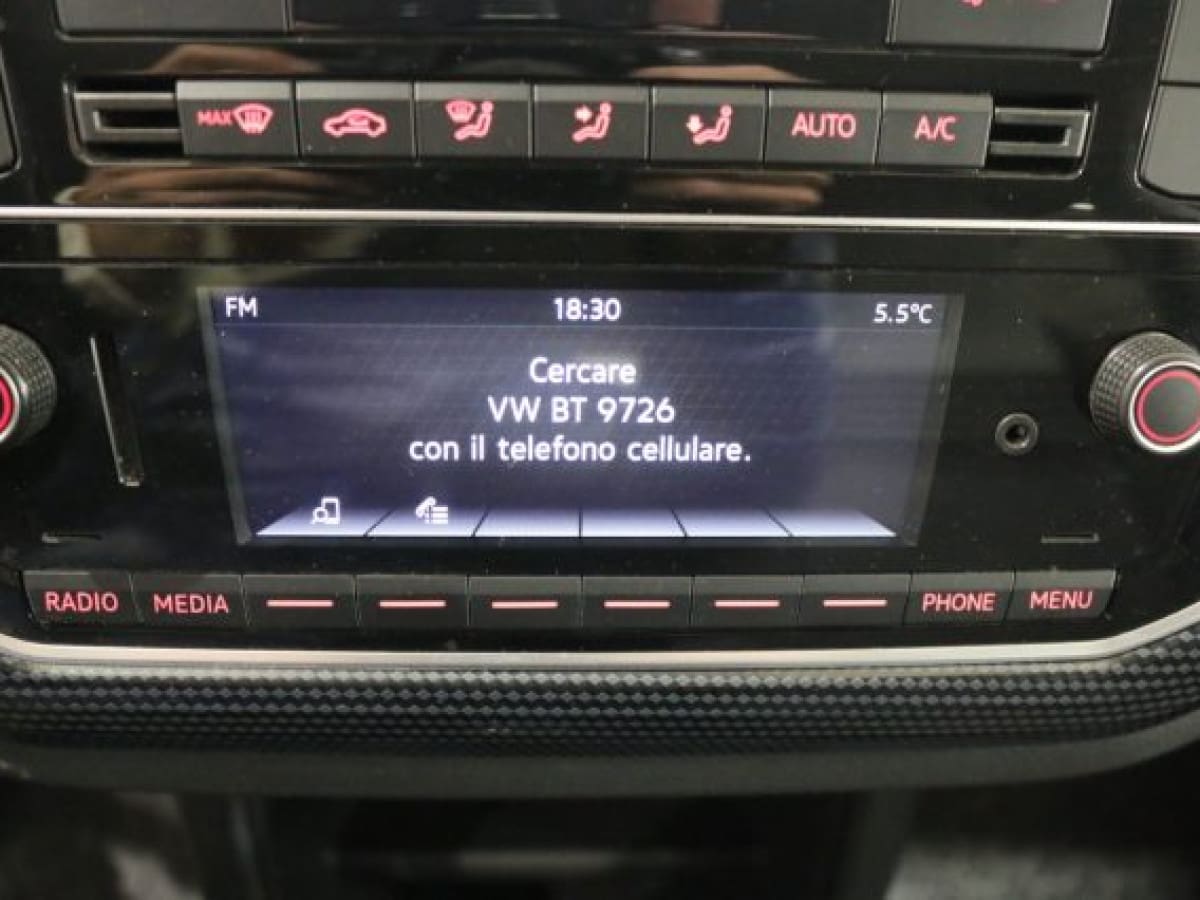 MAX
AUTO
A/C
FM 18:30 5.5°C
Cercare
VW BT 9726
con il telefono cellulare.
RADIO MEDIA PHONE MENU